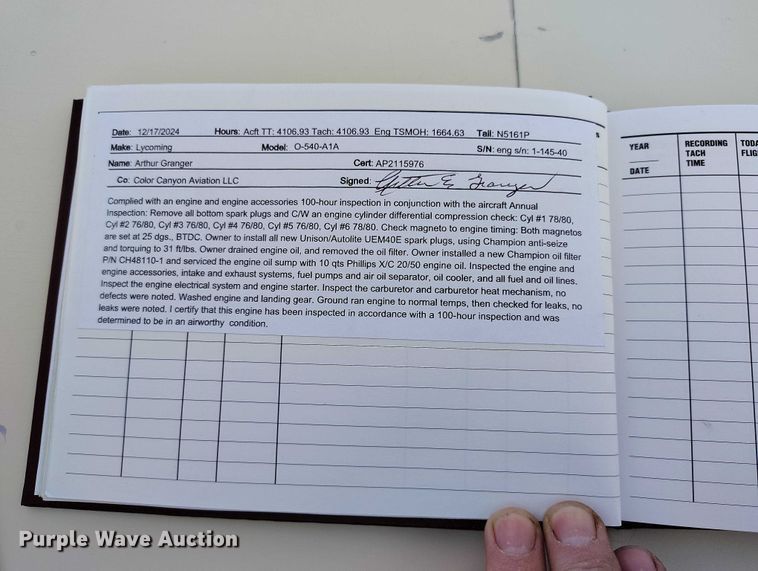 Date: 12/17/2024 Hours: Acft TT: 4106.93 Tach: 4106.93 Eng TSMOH: 1664.63 Tail: N5161P
Make: Lycoming Model: O-540-A1A S/N: eng s/n: 1-145-40
Name: Arthur Granger Cert: AP2115976
Co: Color Canyon Aviation LLC Signed: Arthur E. Granger
Complied with an engine and engine accessories 100-hour inspection in conjunction with the aircraft Annual
Inspection: Remove all bottom spark plugs and C/W an engine cylinder differential compression check: Cyl #1 78/80,
Cyl #2 76/80, Cyl #3 76/80, Cyl #4 76/80, Cyl #5 76/80, Cyl #6 78/80. Check magneto to engine timing: Both magnetos
are set at 25 dgs., BTDC. Owner to install all new Unison/Autolite UEM40E spark plugs, using Champion anti-seize
and torquing to 31 ft/lbs. Owner drained engine oil, and removed the oil filter. Owner installed a new Champion oil filter
P/N CH48110-1 and serviced the engine oil sump with 10 qts Phillips X/C 20/50 engine oil. Inspected the engine and
engine accessories, intake and exhaust systems, fuel pumps and air oil separator, oil cooler, and all fuel and oil lines.
Inspect the engine electrical system and engine starter. Inspect the carburetor and carburetor heat mechanism, no
defects were noted. Washed engine and landing gear. Ground ran engine to normal temps, then checked for leaks, no
leaks were noted. I certify that this engine has been inspected in accordance with a 100-hour inspection and was
determined to be in an airworthy condition.
YEAR
DATE
RECORDING
TACH
TIME
Purple Wave Auction